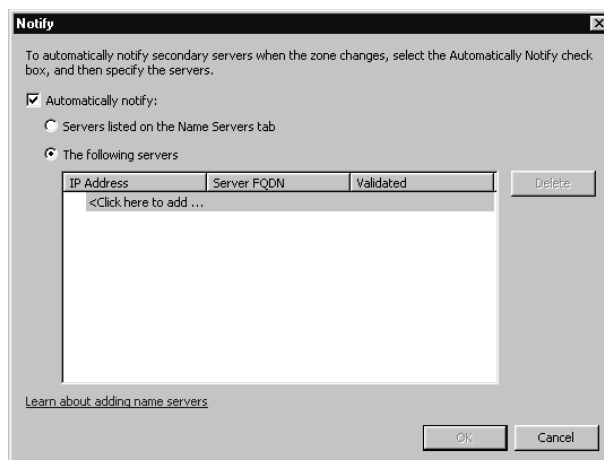 Notify
To automatically notify secondary servers when the zone changes, select the Automatically Notify check
box, and then specify the servers.
Automatically notify:
Servers listed on the Name Servers tab
The following servers
IP Address Server FQDN Validated Delete
<Click here to add ...
Learn about adding name servers
OK Cancel